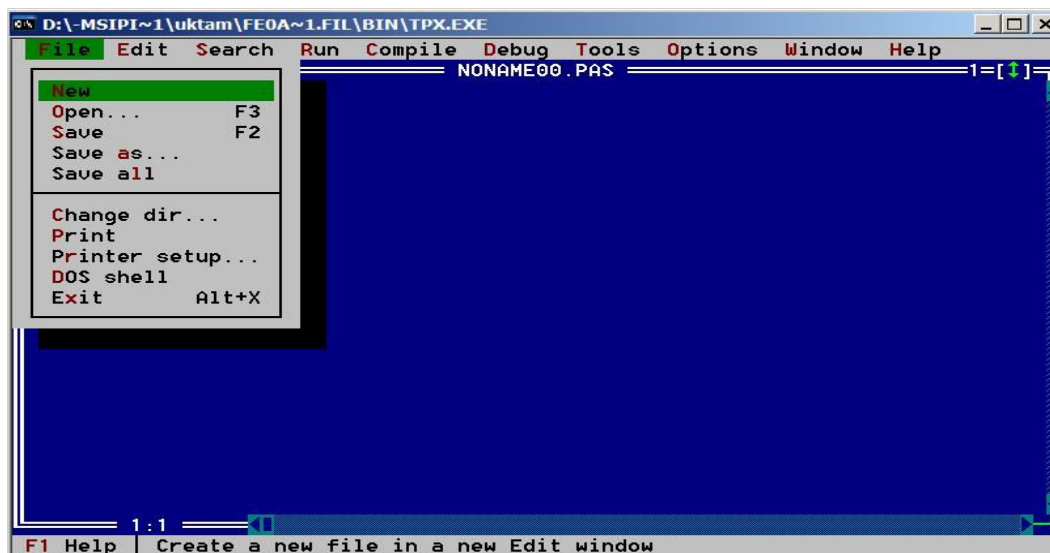 D:\-MSIPI~1\uktam\FE0A~1.FIL\BIN\TPX.EXE
File Edit Search Run Compile Debug Tools Options Window Help
NONAME00.PAS 1=[↕]
New
Open... F3
Save F2
Save as...
Save all
Change dir...
Print
Printer setup...
DOS shell
Exit Alt+X
1:1
F1 Help | Create a new file in a new Edit window